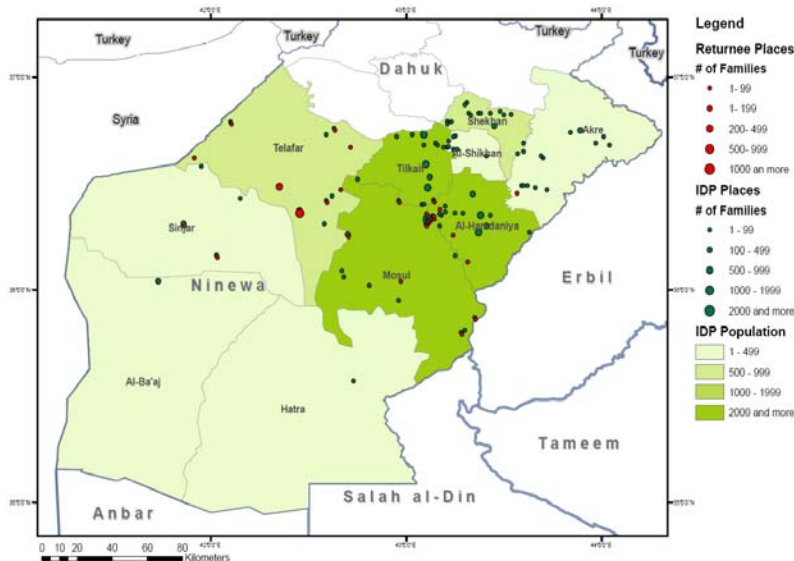 Turkey
Turkey
Turkey
Turkey
Syria
Dahuk
Shekhan
Akre
Al-Shikhan
Telafar
Tilkaif
Sinjar
Al-Hamdaniya
Ninewa
Mosul
Erbil
Al-Ba'aj
Hatra
Tameem
Salah al-Din
Anbar
0 10 20 40 60 80
Kilometers
Legend
Returnee Places
# of Families
1- 99
1- 199
200- 499
500- 999
1000 an more
IDP Places
# of Families
1 - 99
100 - 499
500 - 999
1000 - 1999
2000 and more
IDP Population
1 - 499
500 - 999
1000 - 1999
2000 and more